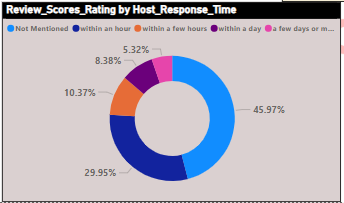 Review_Scores_Rating by Host_Response_Time
Not Mentioned within an hour within a few hours within a day a few days or m...
5.32%
8.38%
10.37%
45.97%
29.95%